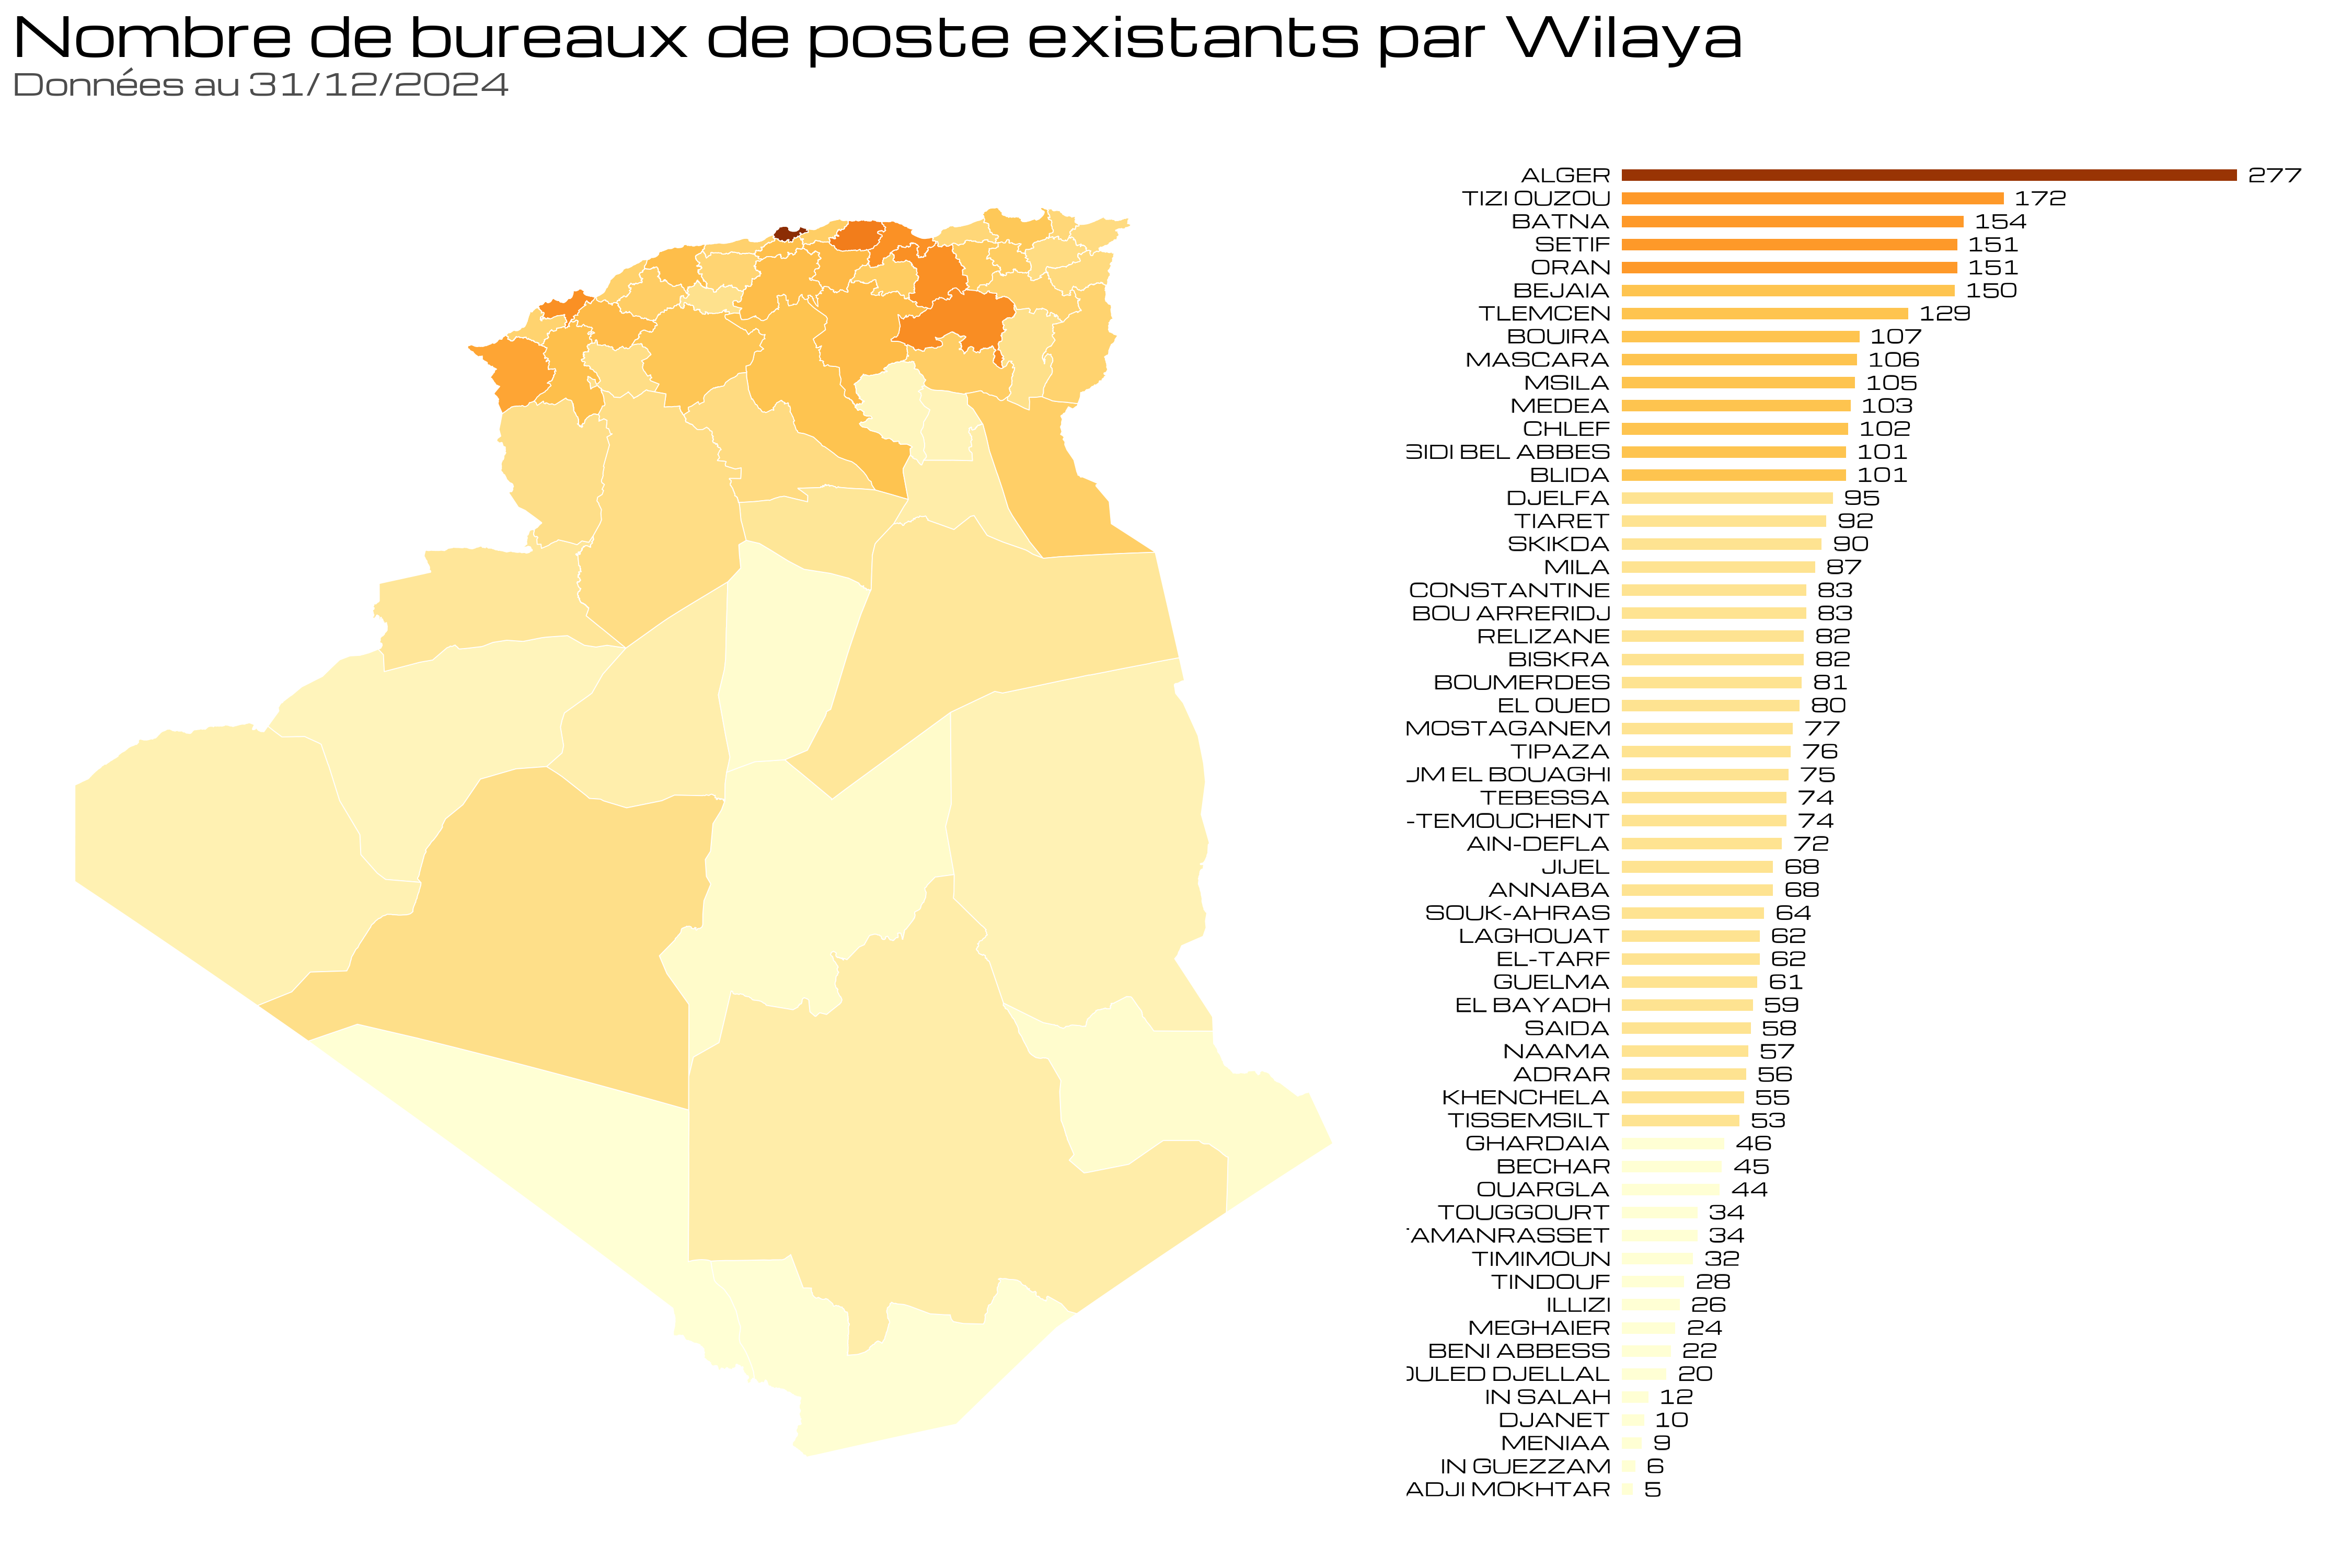 Nombre de bureaux de poste existants par Wilaya
Données au 31/12/2024
ALGER 277
TIZI OUZOU 172
BATNA 154
SETIF 151
ORAN 151
BEJAIA 150
TLEMCEN 129
BOUIRA 107
MASCARA 106
MSILA 105
MEDEA 103
CHLEF 102
SIDI BEL ABBES 101
BLIDA 101
DJELFA 95
TIARET 92
SKIKDA 90
MILA 87
CONSTANTINE 83
BOU ARRERIDJ 83
RELIZANE 82
BISKRA 82
BOUMERDES 81
EL OUED 80
MOSTAGANEM 77
TIPAZA 76
UM EL BOUAGHI 75
TEBESSA 74
-TEMOUCHENT 74
AIN-DEFLA 72
JIJEL 68
ANNABA 68
SOUK-AHRAS 64
LAGHOUAT 62
EL-TARF 62
GUELMA 61
EL BAYADH 59
SAIDA 58
NAAMA 57
ADRAR 56
KHENCHELA 55
TISSEMSILT 53
GHARDAIA 46
BECHAR 45
OUARGLA 44
TOUGGOURT 34
TAMANRASSET 34
TIMIMOUN 32
TINDOUF 28
ILLIZI 26
MEGHAIER 24
BENI ABBESS 22
OULED DJELLAL 20
IN SALAH 12
DJANET 10
MENIAA 9
IN GUEZZAM 6
ADJI MOKHTAR 5